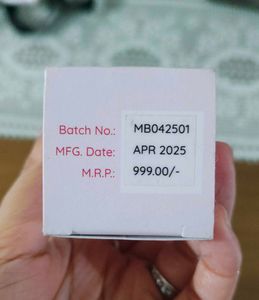 Batch No.: MB042501
MFG. Date: APR 2025
M.R.P.: 999.00/-